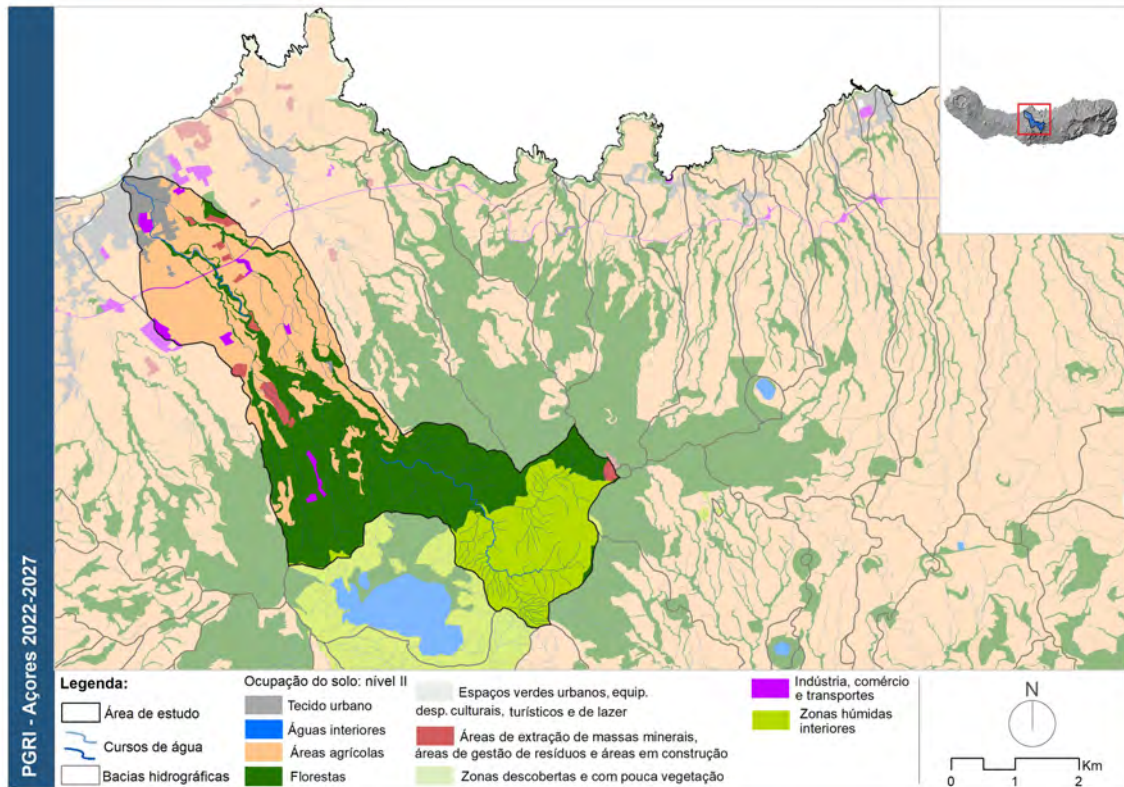 PGRI - Açores 2022-2027
Legenda:
Área de estudo
Cursos de água
Bacias hidrográficas
Ocupação do solo: nível II
Tecido urbano
Águas interiores
Áreas agrícolas
Florestas
Espaços verdes urbanos, equip.
desp. culturais, turísticos e de lazer
Áreas de extração de massas minerais,
áreas de gestão de resíduos e áreas em construção
Zonas descobertas e com pouca vegetação
Indústria, comércio
e transportes
Zonas húmidas
interiores
N
Km
0 1 2